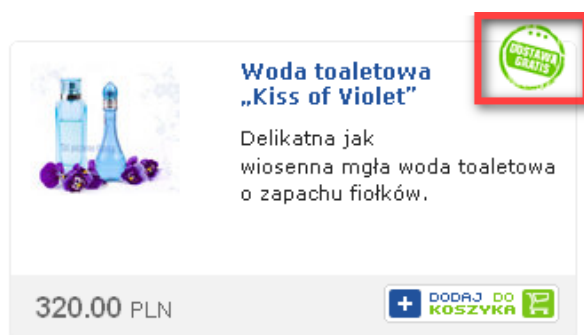 DOSTAWA
GRATIS
Woda toaletowa
„Kiss of Violet”
Delikatna jak
wiosenna mgła woda toaletowa
o zapachu fiołków.
320.00 PLN
DODAJ DO
KOSZYKA